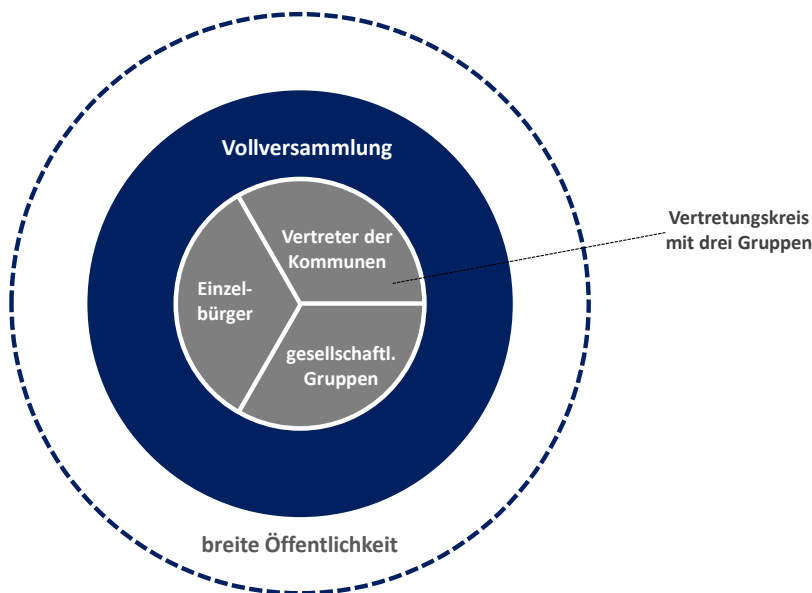 Vollversammlung
Vertreter der
Kommunen
Einzel-
bürger
gesellschaftl.
Gruppen
Vertretungskreis
mit drei Gruppen
breite Öffentlichkeit